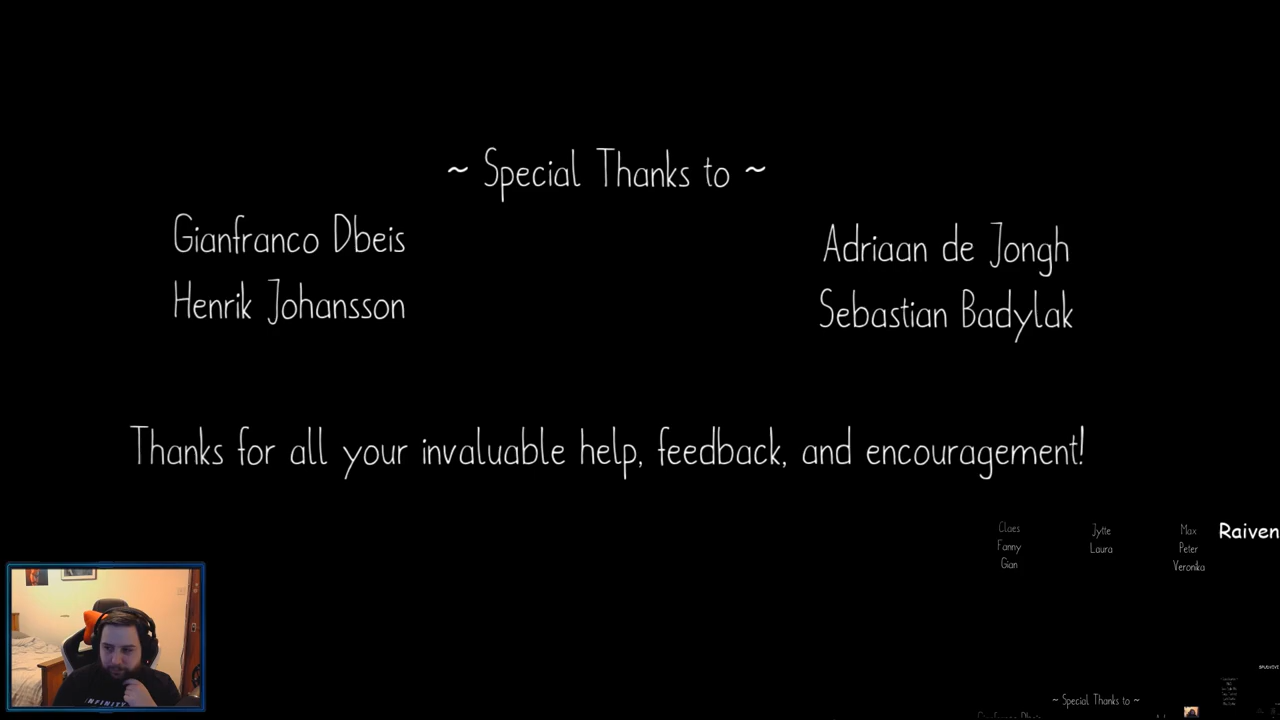 ~ Special Thanks to ~
Gianfranco Dbeis
Adriaan de Jongh
Henrik Johansson
Sebastian Badylak
Thanks for all your invaluable help, feedback, and encouragement!
Claes
Jytte
Max
Raiven
Fanny
Laura
Peter
Gian
Veronika
INFINITY
~ Special Thanks to ~